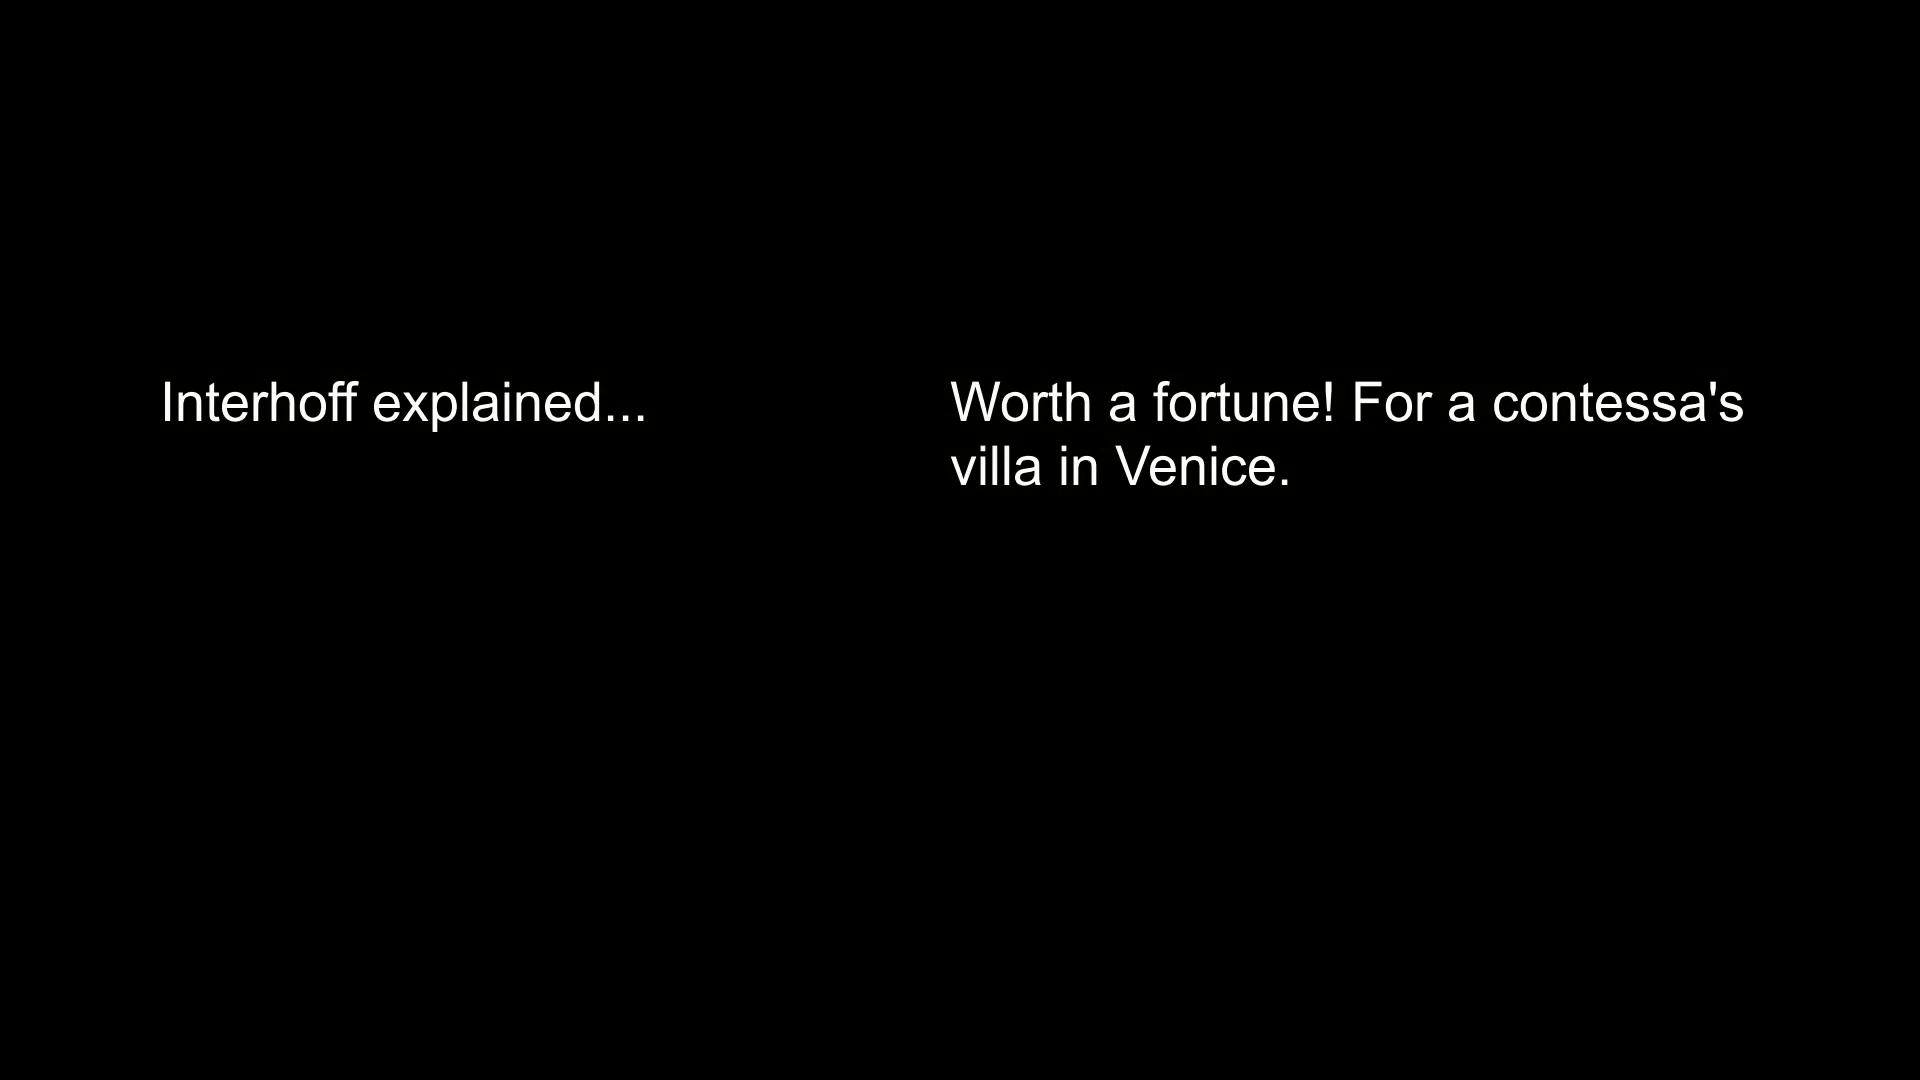 Interhoff explained...
Worth a fortune! For a contessa's
villa in Venice.